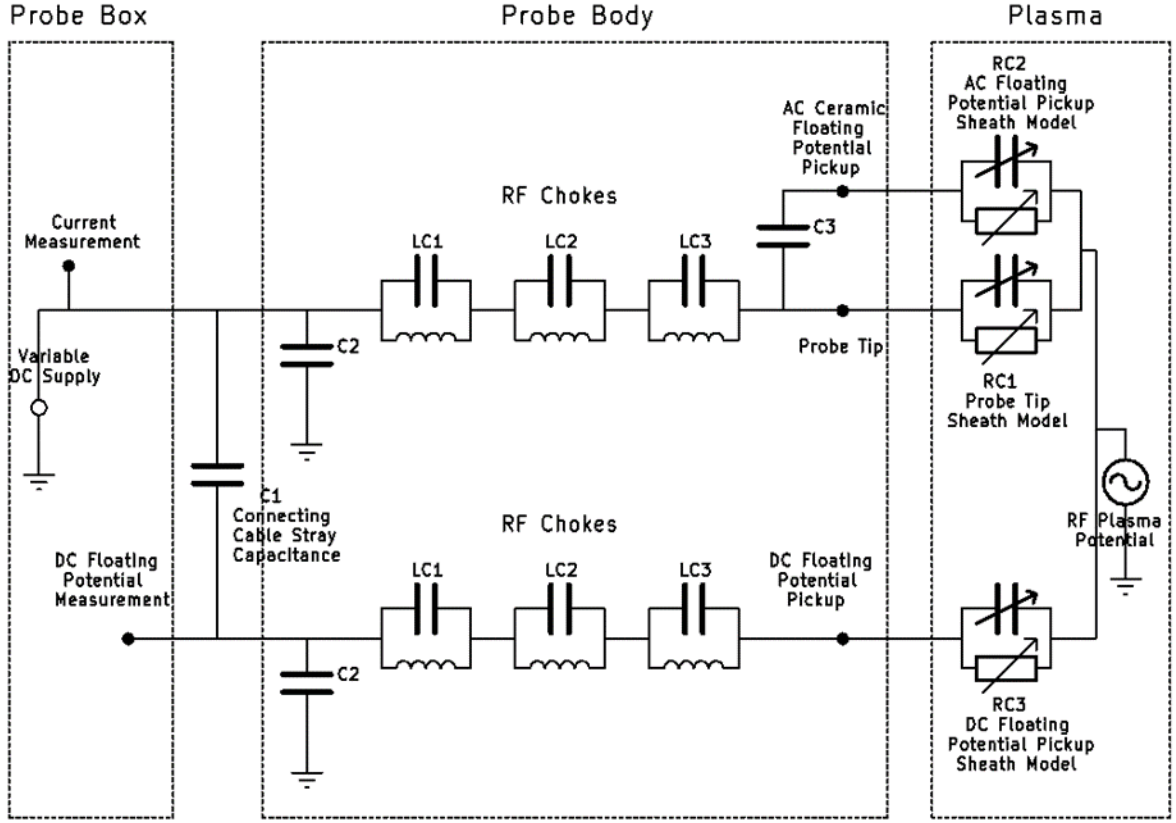 Probe Box
Probe Body
Plasma
RC2
AC Floating
Potential Pickup
Sheath Model
AC Ceramic
Floating
Potential
Pickup
RF Chokes
Current
Measurement
LC1
LC2
LC3
C3
C2
Probe Tip
Variable
DC Supply
RC1
Probe Tip
Sheath Model
C1
Connecting
Cable Stray
Capacitance
RF Chokes
RF Plasma
Potential
DC Floating
Potential
Measurement
LC1
LC2
LC3
DC Floating
Potential
Pickup
C2
RC3
DC Floating
Potential Pickup
Sheath Model